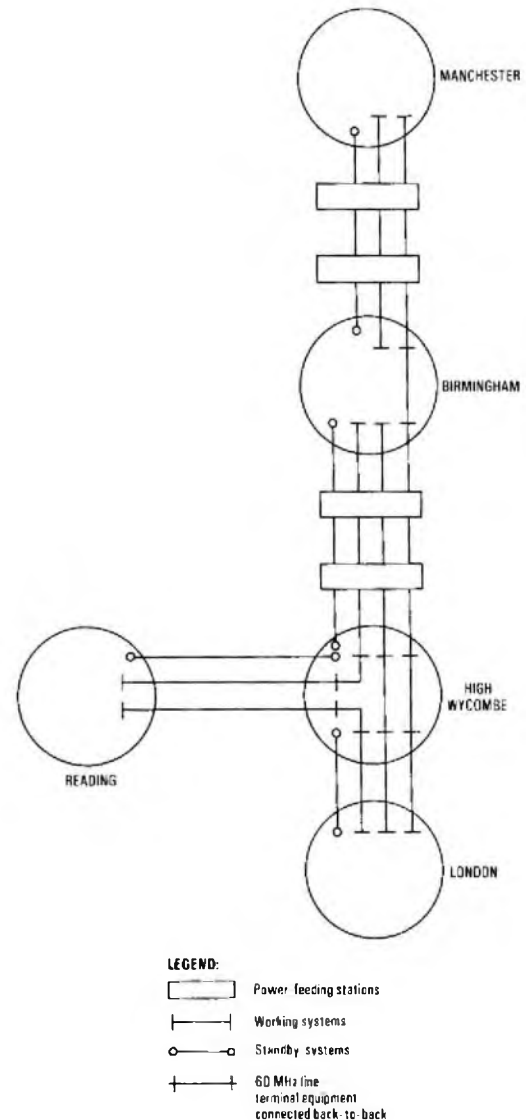 MANCHESTER
BIRMINGHAM
HIGH
WYCOMBE
READING
LONDON
LEGEND:
Power feeding stations
Working systems
Standby systems
60 MHz line
terminal equipment
connected back-to-back